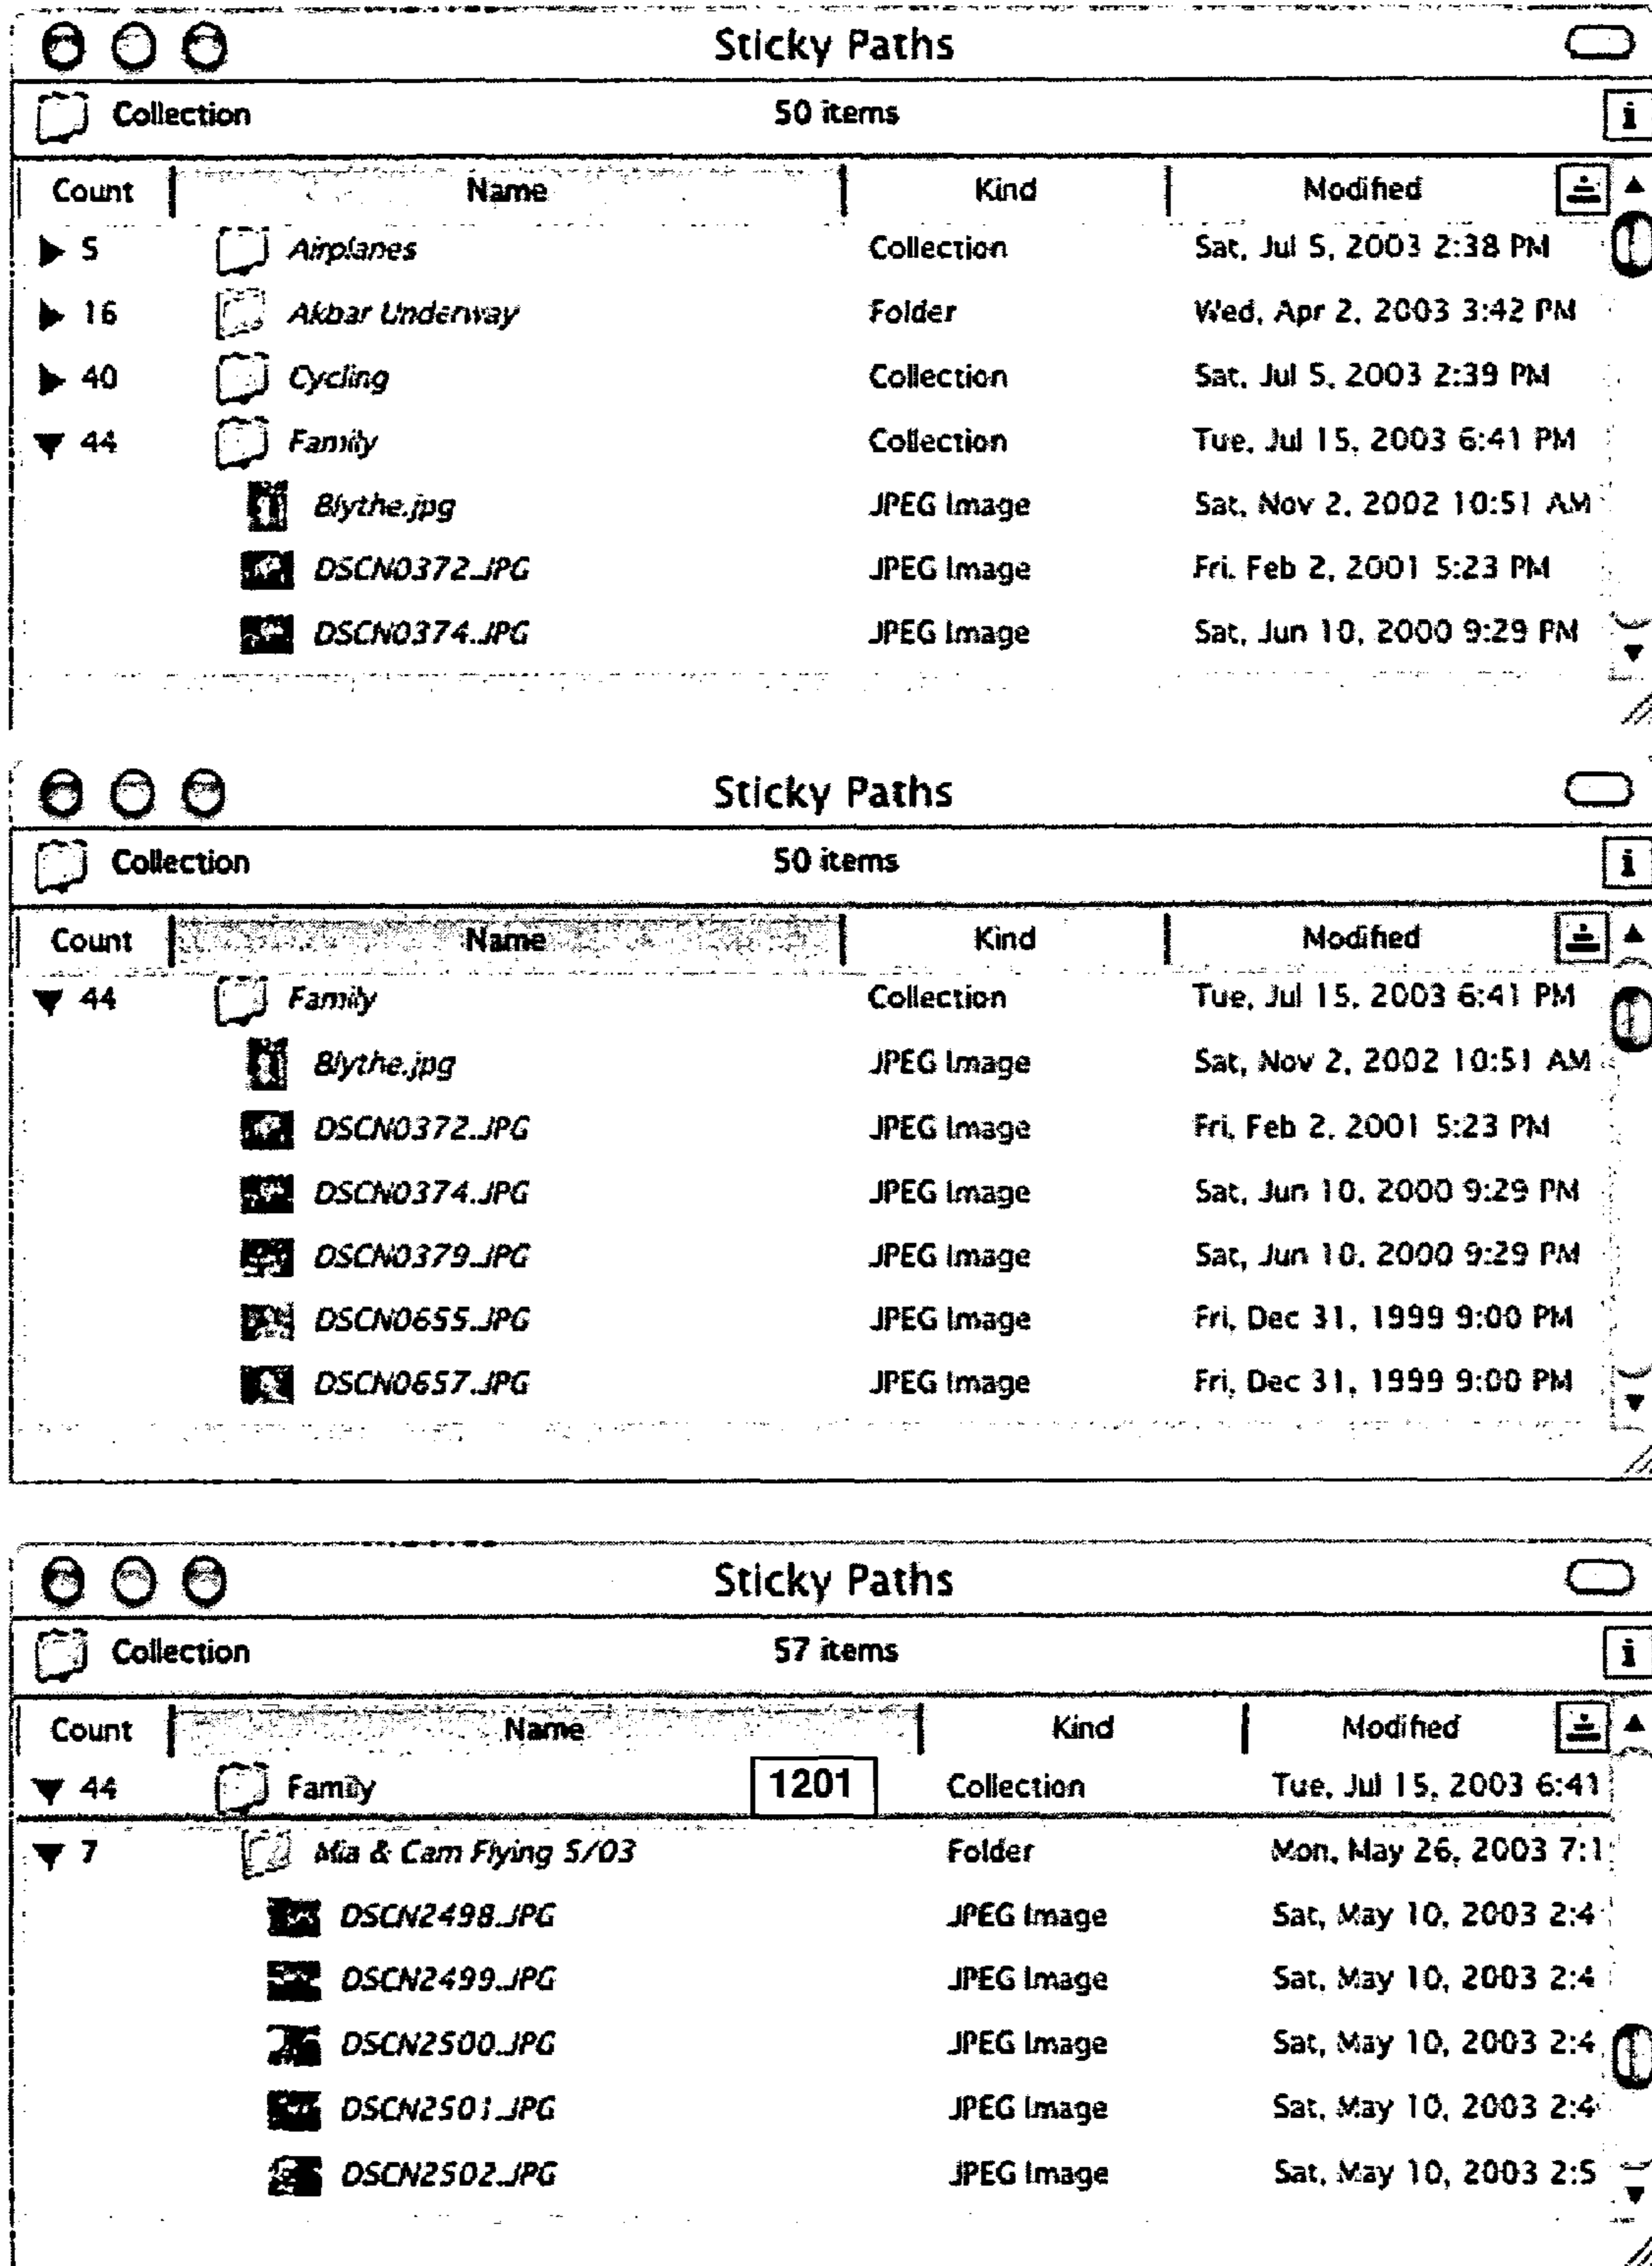 Sticky Paths
Collection 50 items i
Count Name Kind Modified
5 Airplanes Collection Sat, Jul 5, 2003 2:38 PM
16 Akbar Underway Folder Wed, Apr 2, 2003 3:42 PM
40 Cycling Collection Sat, Jul 5, 2003 2:39 PM
44 Family Collection Tue, Jul 15, 2003 6:41 PM
Blythe.jpg JPEG Image Sat, Nov 2, 2002 10:51 AM
DSCN0372.JPG JPEG Image Fri, Feb 2, 2001 5:23 PM
DSCN0374.JPG JPEG Image Sat, Jun 10, 2000 9:29 PM
Sticky Paths
Collection 50 items i
Count Name Kind Modified
44 Family Collection Tue, Jul 15, 2003 6:41 PM
Blythe.jpg JPEG Image Sat, Nov 2, 2002 10:51 AM
DSCN0372.JPG JPEG Image Fri, Feb 2, 2001 5:23 PM
DSCN0374.JPG JPEG Image Sat, Jun 10, 2000 9:29 PM
DSCN0379.JPG JPEG Image Sat, Jun 10, 2000 9:29 PM
DSCN0655.JPG JPEG Image Fri, Dec 31, 1999 9:00 PM
DSCN0657.JPG JPEG Image Fri, Dec 31, 1999 9:00 PM
Sticky Paths
Collection 57 items i
Count Name Kind Modified
44 Family 1201 Collection Tue, Jul 15, 2003 6:41
7 Mia & Cam Flying 5/03 Folder Mon, May 26, 2003 7:1
DSCN2498.JPG JPEG Image Sat, May 10, 2003 2:4
DSCN2499.JPG JPEG Image Sat, May 10, 2003 2:4
DSCN2500.JPG JPEG Image Sat, May 10, 2003 2:4
DSCN2501.JPG JPEG Image Sat, May 10, 2003 2:4
DSCN2502.JPG JPEG Image Sat, May 10, 2003 2:5